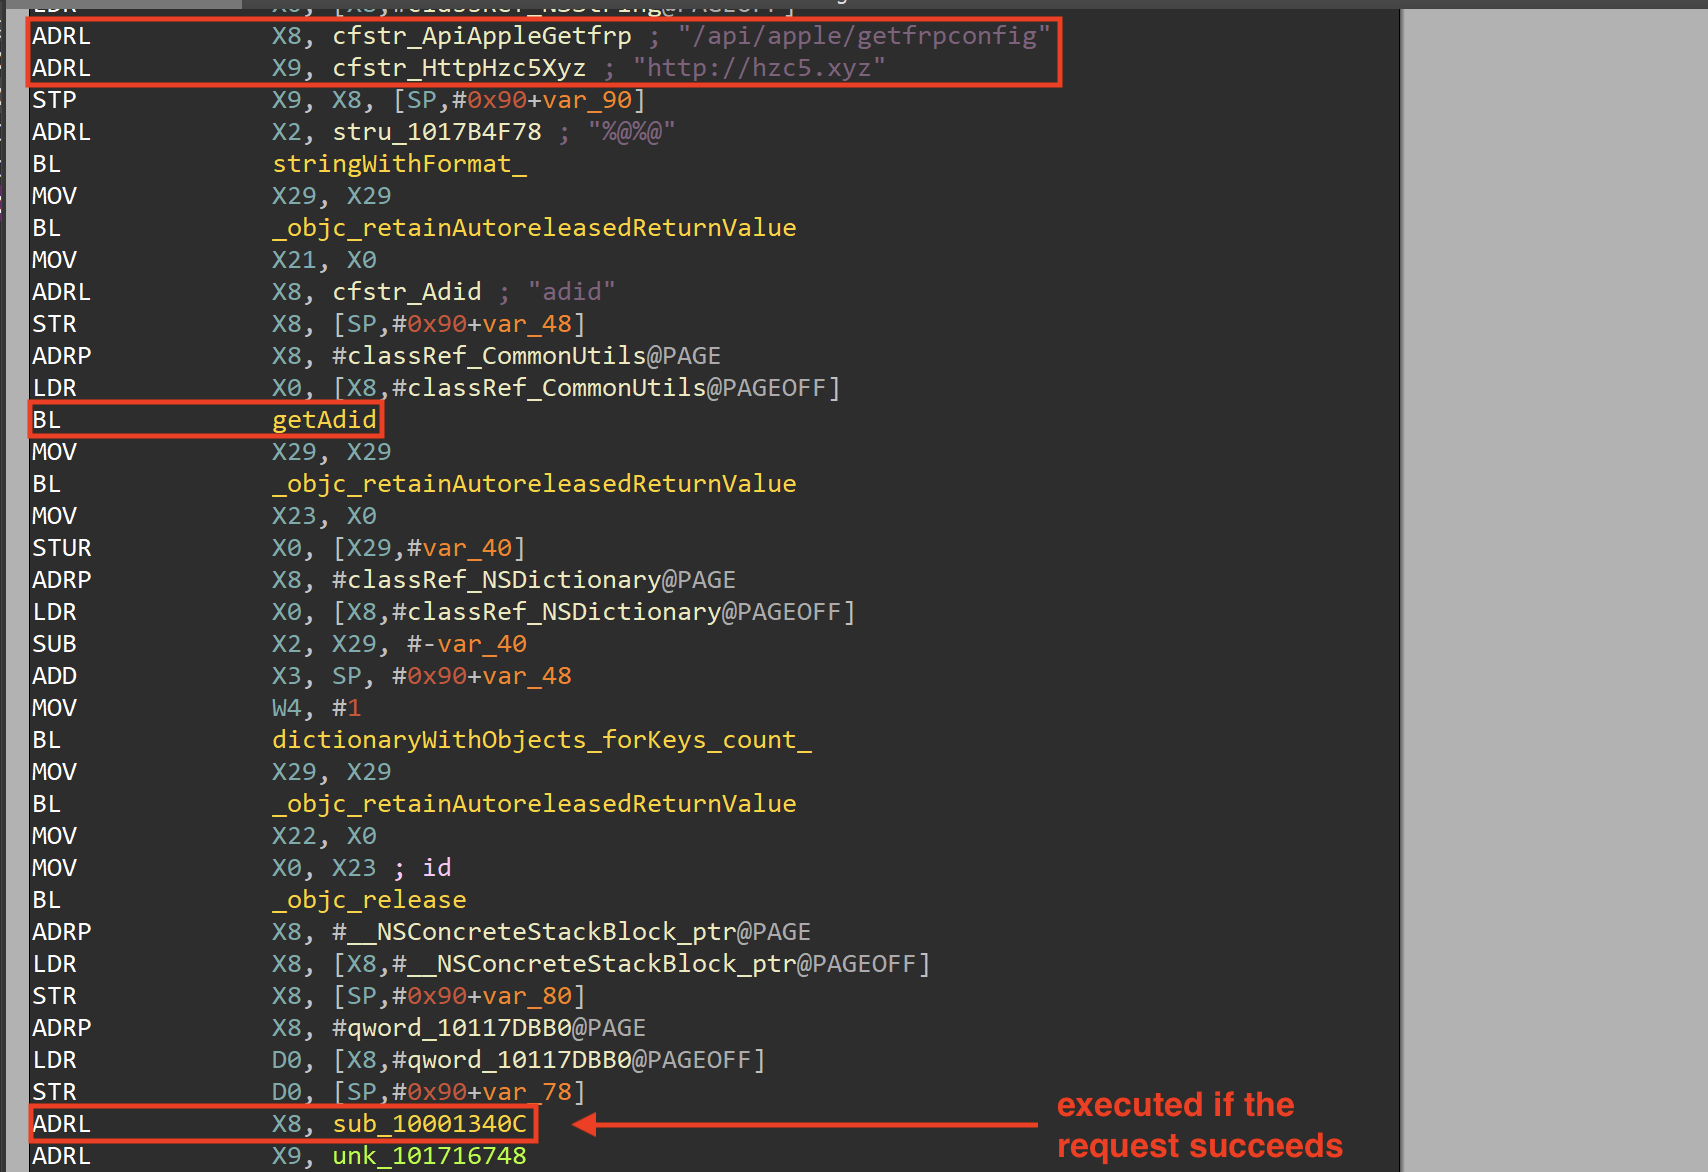 LDR X8, [X8,#classRef_NSString@PAGEOFF]
ADRL X8, cfstr_ApiAppleGetfrp ; "/api/apple/getfrpconfig"
ADRL X9, cfstr_HttpHzc5Xyz ; "http://hzc5.xyz"
STP X9, X8, [SP,#0x90+var_90]
ADRL X2, stru_1017B4F78 ; "%@%@"
BL stringWithFormat_
MOV X29, X29
BL _objc_retainAutoreleasedReturnValue
MOV X21, X0
ADRL X8, cfstr_Adid ; "adid"
STR X8, [SP,#0x90+var_48]
ADRP X8, #classRef_CommonUtils@PAGE
LDR X0, [X8,#classRef_CommonUtils@PAGEOFF]
BL getAdid
MOV X29, X29
BL _objc_retainAutoreleasedReturnValue
MOV X23, X0
STUR X0, [X29,#var_40]
ADRP X8, #classRef_NSDictionary@PAGE
LDR X0, [X8,#classRef_NSDictionary@PAGEOFF]
SUB X2, X29, #-var_40
ADD X3, SP, #0x90+var_48
MOV W4, #1
BL dictionaryWithObjects_forKeys_count_
MOV X29, X29
BL _objc_retainAutoreleasedReturnValue
MOV X22, X0
MOV X0, X23 ; id
BL _objc_release
ADRP X8, #__NSConcreteStackBlock_ptr@PAGE
LDR X8, [X8,#__NSConcreteStackBlock_ptr@PAGEOFF]
STR X8, [SP,#0x90+var_80]
ADRP X8, #qword_10117DBB0@PAGE
LDR D0, [X8,#qword_10117DBB0@PAGEOFF]
STR D0, [SP,#0x90+var_78]
ADRL X8, sub_10001340C
ADRL X9, unk_101716748
executed if the
request succeeds